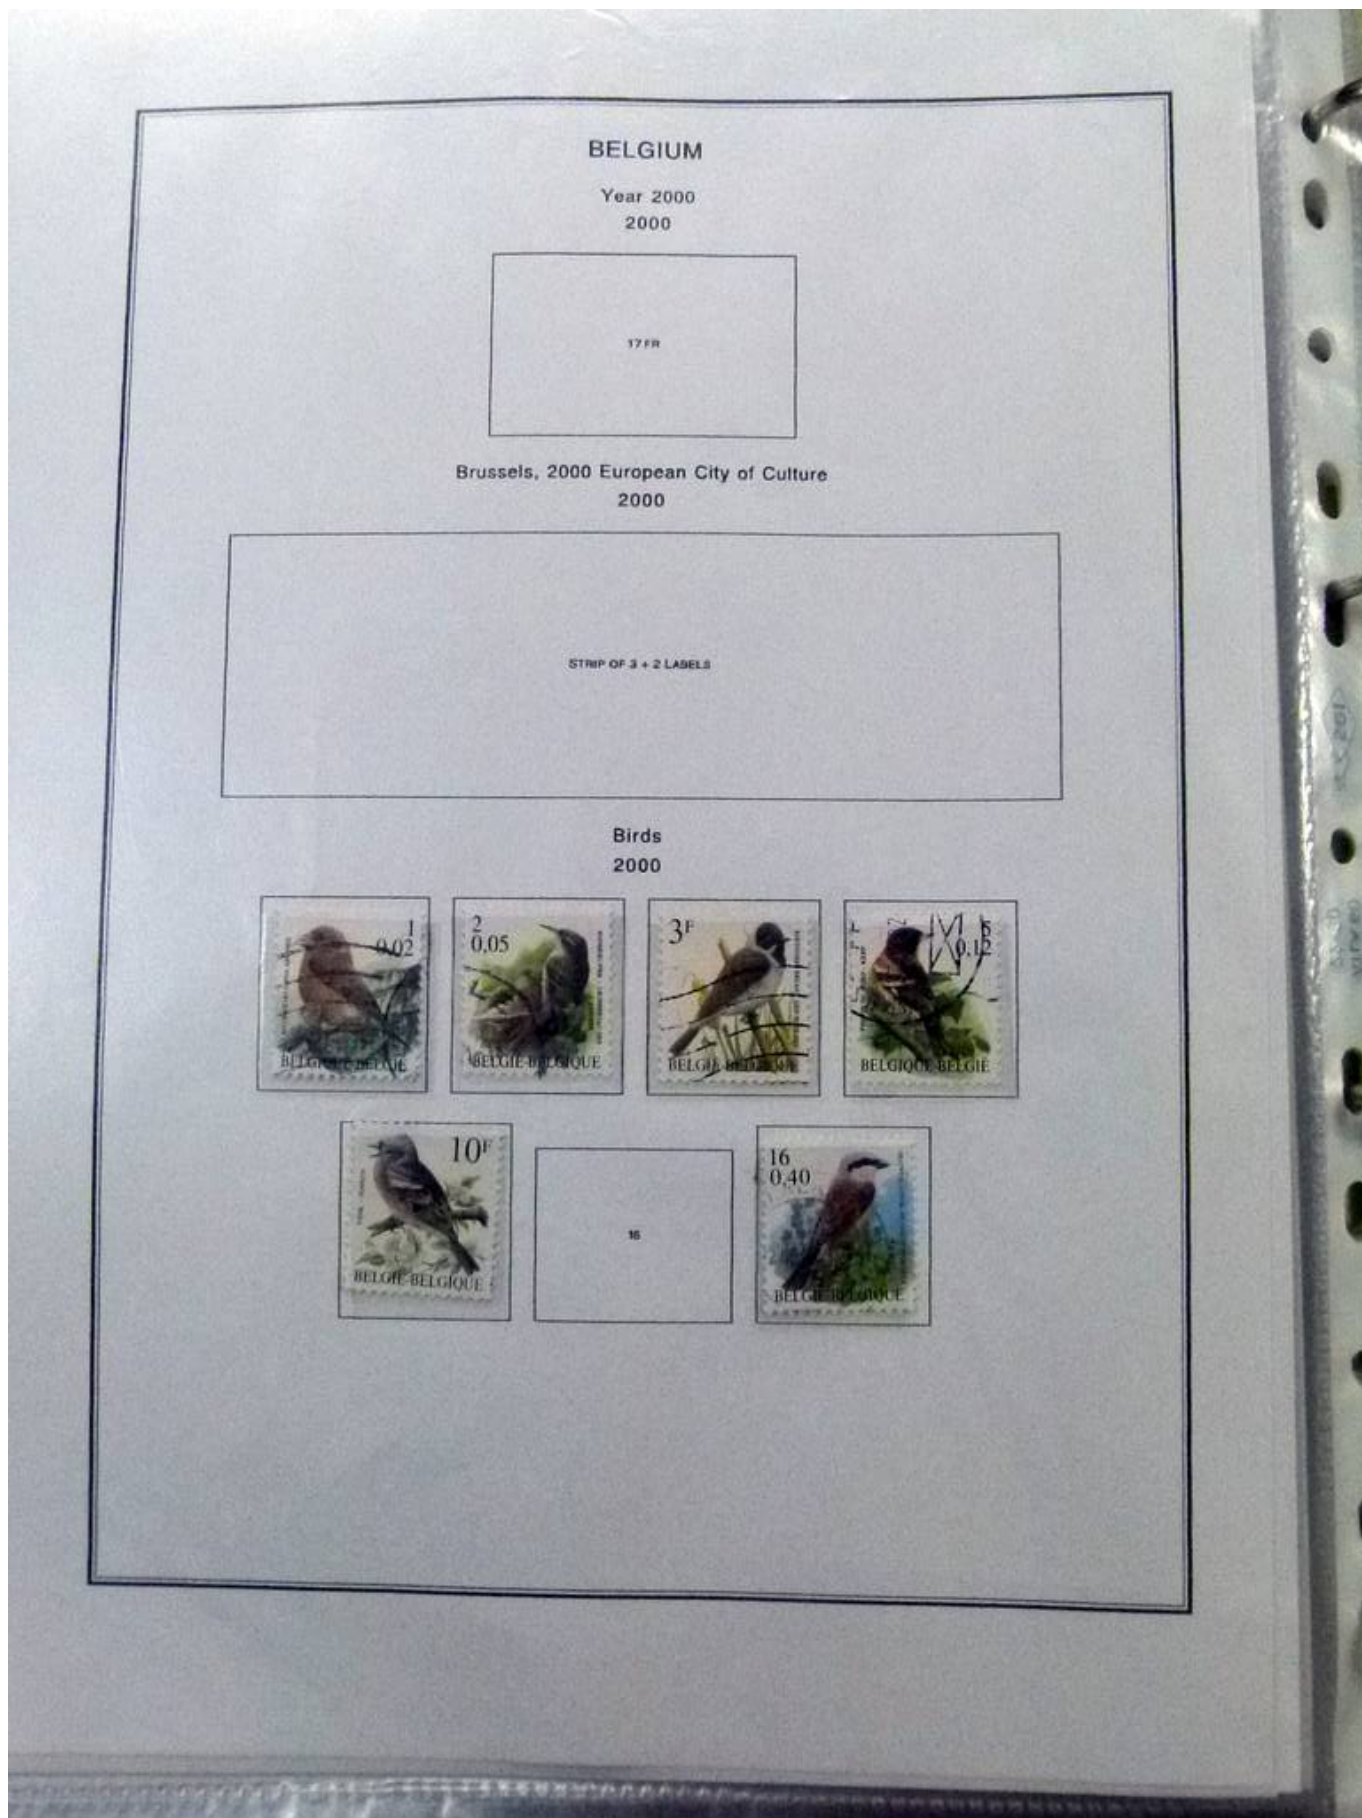 BELGIUM
Year 2000
2000
17 FR
Brussels, 2000 European City of Culture
2000
STRIP OF 3 + 2 LABELS
Birds
2000
1
0,02
BELGIQUE-BELGIE
2
0,05
BELGIE-BELGIQUE
3F
BELGIE-BELGIQUE
5
0,12
BELGIQUE-BELGIE
10F
BELGIE-BELGIQUE
16
16
0,40
BELGIE-BELGIQUE